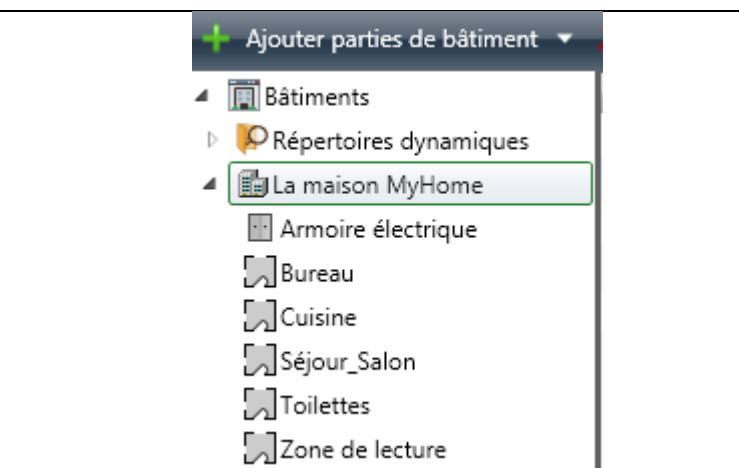 Ajouter parties de bâtiment
Bâtiments
Répertoires dynamiques
La maison MyHome
Armoire électrique
Bureau
Cuisine
Séjour_Salon
Toilettes
Zone de lecture